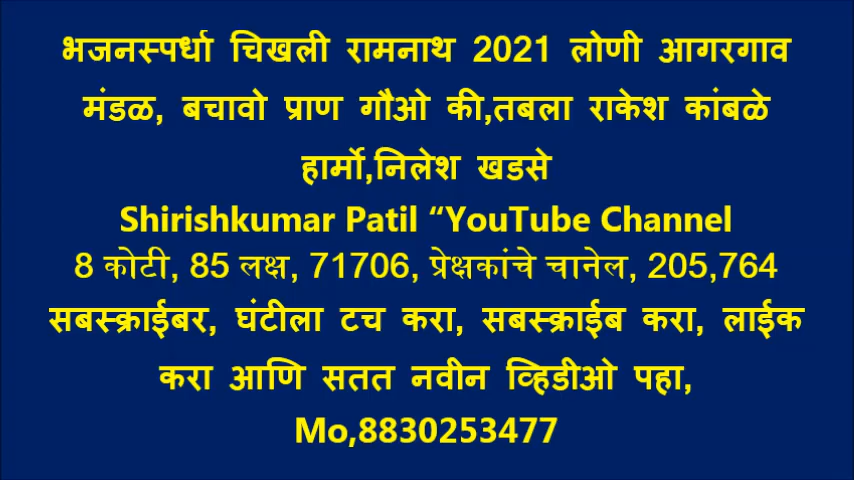 भजनस्पर्धा चिखली रामनाथ 2021 लोणी आगरगाव
मंडळ, बचावो प्राण गौओ की,तबला राकेश कांबळे
हार्मो,निलेश खडसे
Shirishkumar Patil “YouTube Channel
8 कोटी, 85 लक्ष, 71706, प्रेक्षकांचे चानेल, 205,764
सबस्क्राईबर, घंटीला टच करा, सबस्क्राईब करा, लाईक
करा आणि सतत नवीन व्हिडीओ पहा,
Mo,8830253477